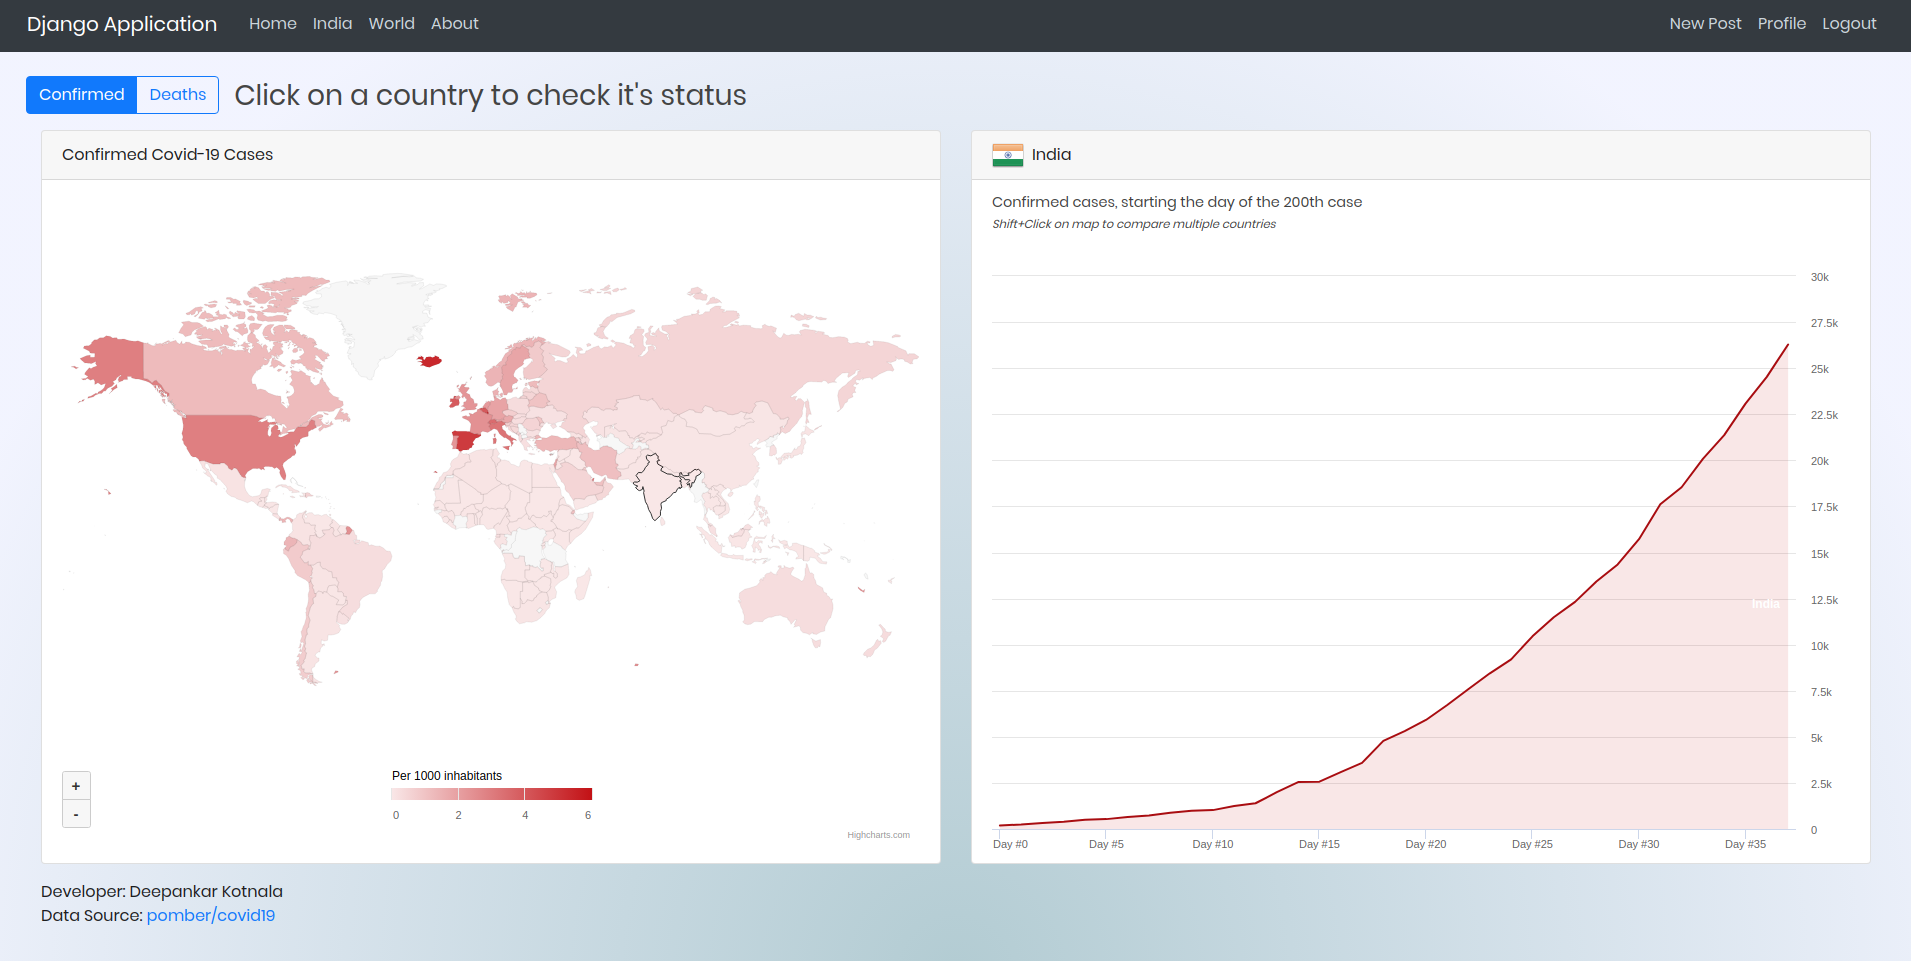 Django Application Home India World About New Post Profile Logout
Confirmed Deaths Click on a country to check it's status
Confirmed Covid-19 Cases
+
-
Per 1000 inhabitants
0 2 4 6
Highcharts.com
India
Confirmed cases, starting the day of the 200th case
Shift+Click on map to compare multiple countries
30k
27.5k
25k
22.5k
20k
17.5k
15k
12.5k
India
10k
7.5k
5k
2.5k
0
Day #0 Day #5 Day #10 Day #15 Day #20 Day #25 Day #30 Day #35
Developer: Deepankar Kotnala
Data Source: pomber/covid19